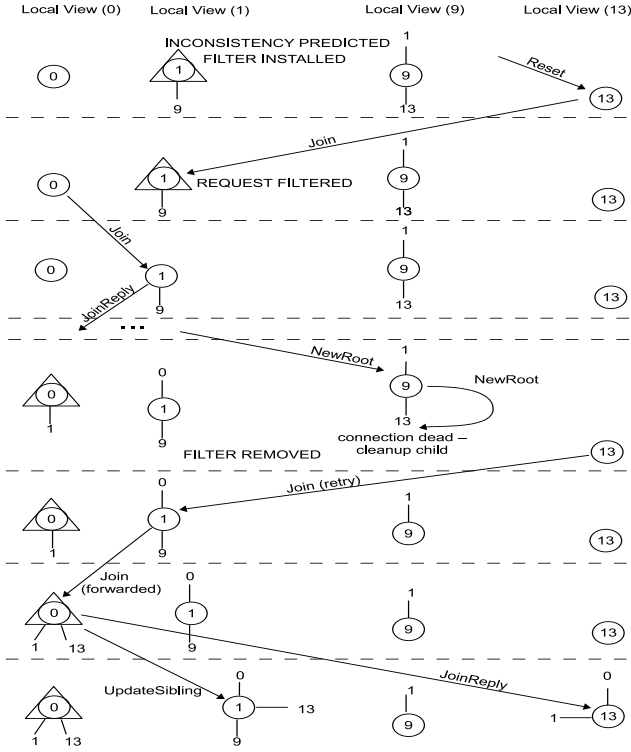 Local View (0) Local View (1) Local View (9) Local View (13)
INCONSISTENCY PREDICTED
FILTER INSTALLED
1
0 1 9 13
9 13
Reset
Join
1
0 1 9 13
REQUEST FILTERED
9 13
Join
1
0 1 9 13
9 13
JoinReply
...
NewRoot
0 1
0 1 9
NewRoot
1 9 13
connection dead –
cleanup child
FILTER REMOVED
13
Join (retry)
0 1
0 1 9 13
1 9
Join
(forwarded)
0 1
0 1 9 13
1 13 9
JoinReply
UpdateSibling
0 1 0
0 1 13 9 1 13
1 13 9